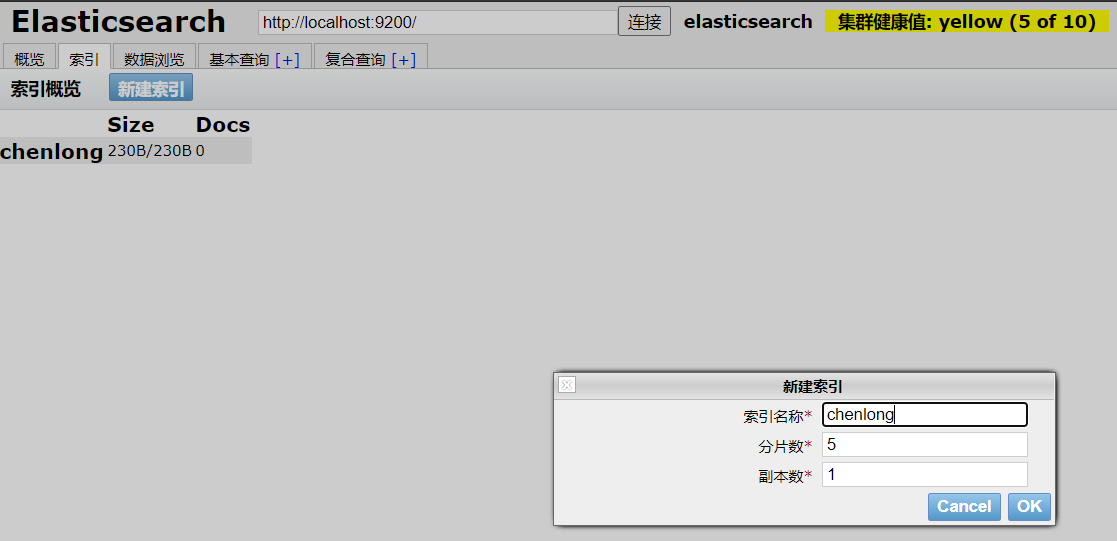 Elasticsearch http://localhost:9200/ 连接 elasticsearch 集群健康值: yellow (5 of 10)
概览 索引 数据浏览 基本查询 [+] 复合查询 [+]
索引概览 新建索引
Size Docs
chenlong 230B/230B 0
新建索引
索引名称* chenlong
分片数* 5
副本数* 1
Cancel OK